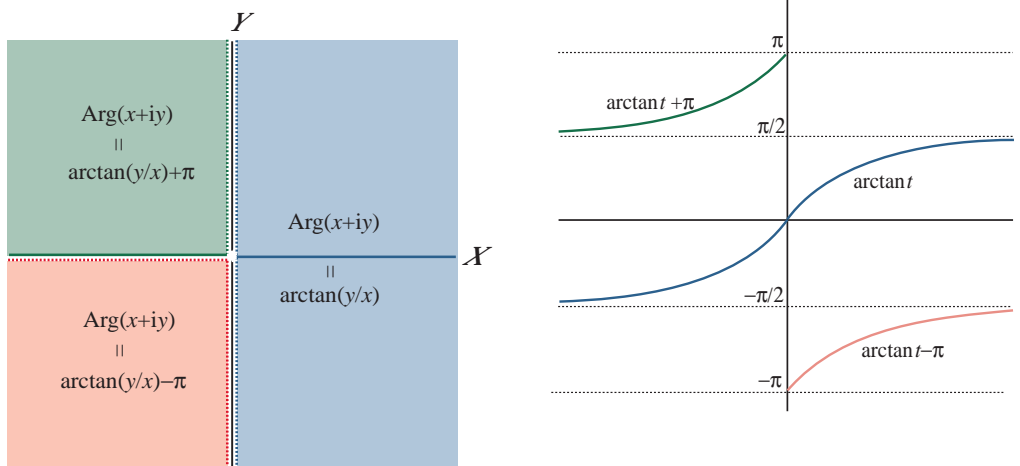 Y
Arg(x+iy)
=
arctan(y/x)+π
Arg(x+iy)
=
arctan(y/x)
X
Arg(x+iy)
=
arctan(y/x)−π
π
arctan t +π
π/2
arctan t
−π/2
arctan t−π
−π